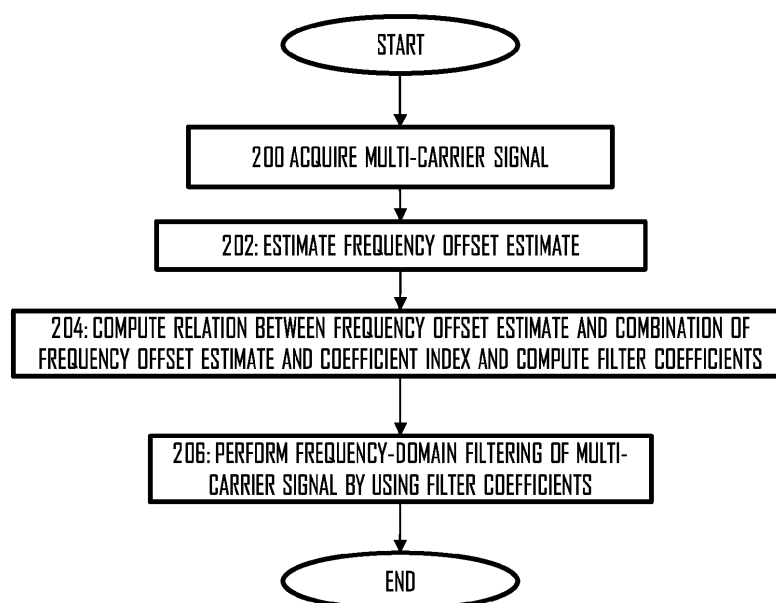 START
200 ACQUIRE MULTI-CARRIER SIGNAL
202: ESTIMATE FREQUENCY OFFSET ESTIMATE
204: COMPUTE RELATION BETWEEN FREQUENCY OFFSET ESTIMATE AND COMBINATION OF
FREQUENCY OFFSET ESTIMATE AND COEFFICIENT INDEX AND COMPUTE FILTER COEFFICIENTS
206: PERFORM FREQUENCY-DOMAIN FILTERING OF MULTI-
CARRIER SIGNAL BY USING FILTER COEFFICIENTS
END